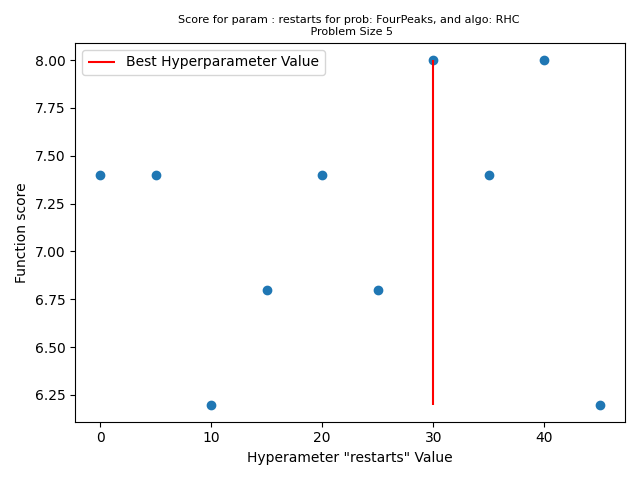 Score for param : restarts for prob: FourPeaks, and algo: RHC
Problem Size 5
Best Hyperparameter Value
8.00
7.75
7.50
7.25
7.00
6.75
6.50
6.25
Function score
0 10 20 30 40
Hyperameter "restarts" Value